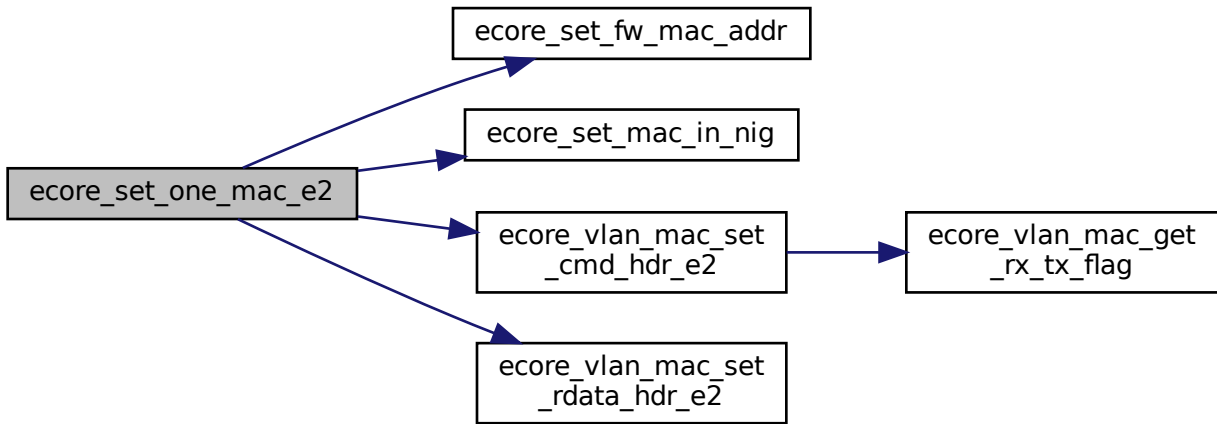 ecore_set_fw_mac_addr
ecore_set_mac_in_nig
ecore_set_one_mac_e2
ecore_vlan_mac_set
_cmd_hdr_e2
ecore_vlan_mac_get
_rx_tx_flag
ecore_vlan_mac_set
_rdata_hdr_e2